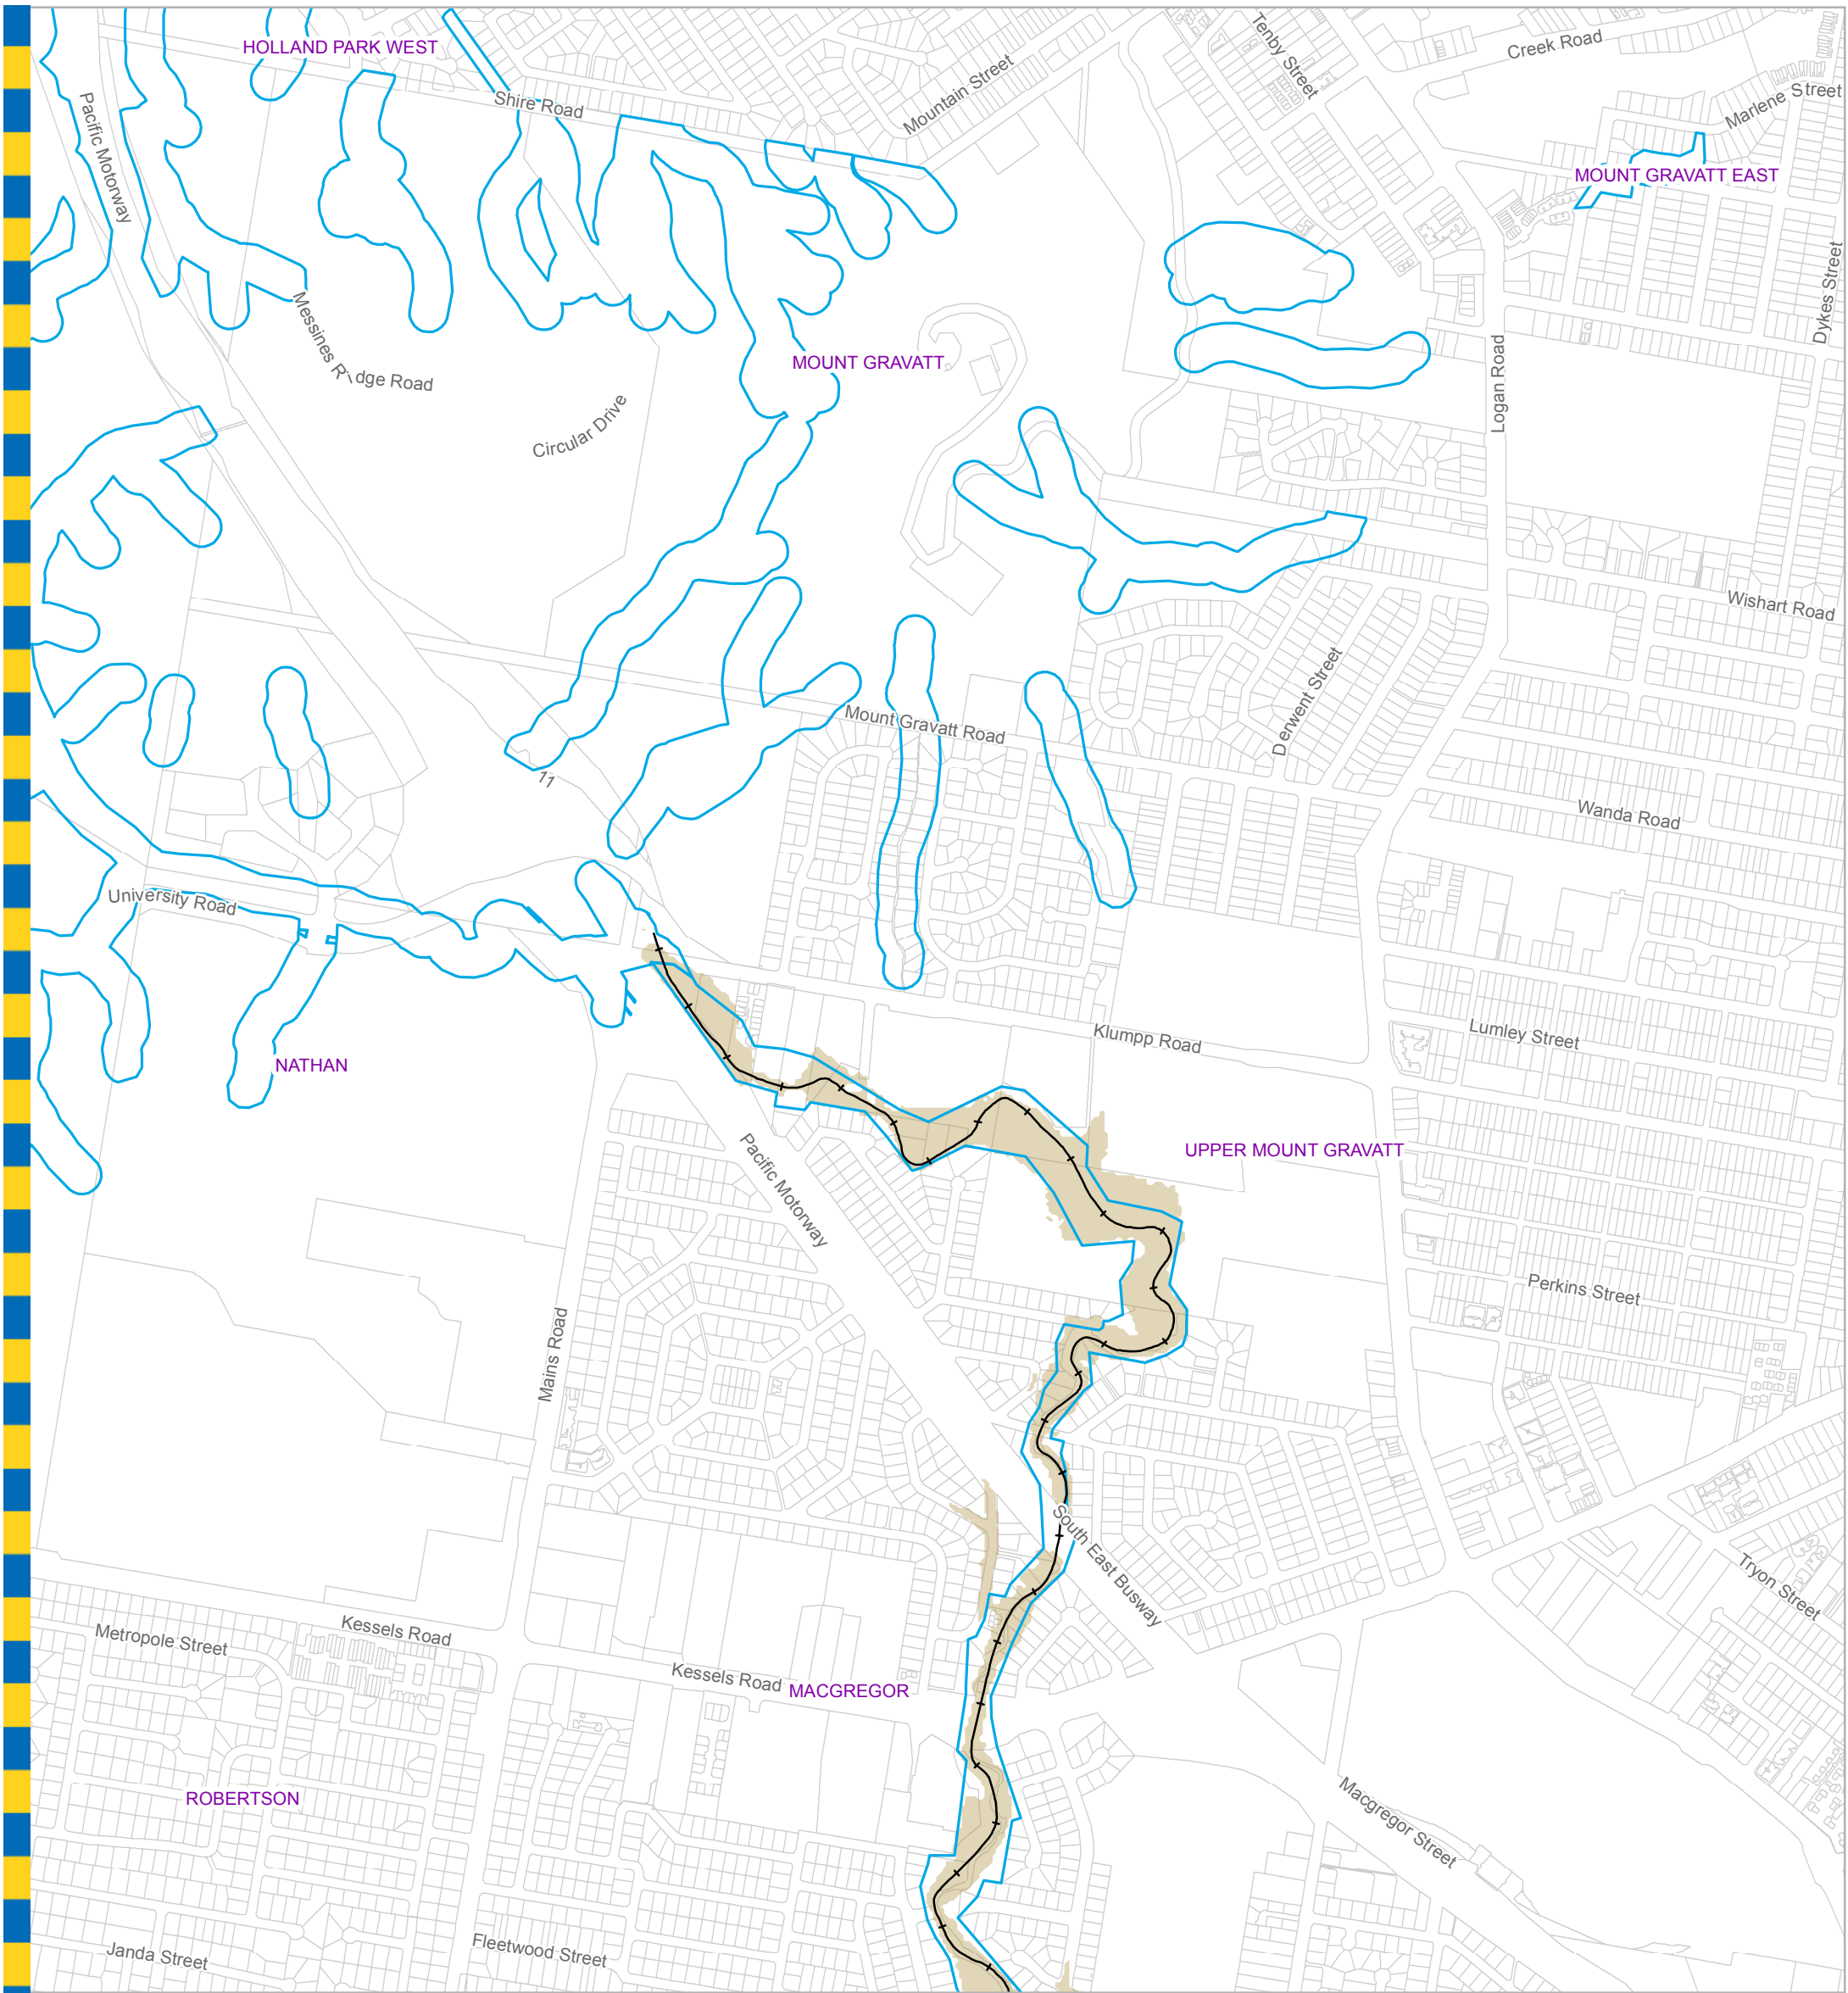 Tenby Street
Creek Road
HOLLAND PARK WEST
Mountain Street
Marlene Street
Shire Road
Pacific Motorway
MOUNT GRAVATT EAST
Dykes Street
Messines Ridge Road
MOUNT GRAVATT
Logan Road
Circular Drive
Wishart Road
Derwent Street
Mount Gravatt Road
11
Wanda Road
University Road
Klumpp Road
Lumley Street
NATHAN
UPPER MOUNT GRAVATT
Pacific Motorway
Perkins Street
Mains Road
South East Busway
Tryon Street
Metropole Street
Kessels Road
Kessels Road
MACGREGOR
ROBERTSON
Macgregor Street
Janda Street
Fleetwood Street